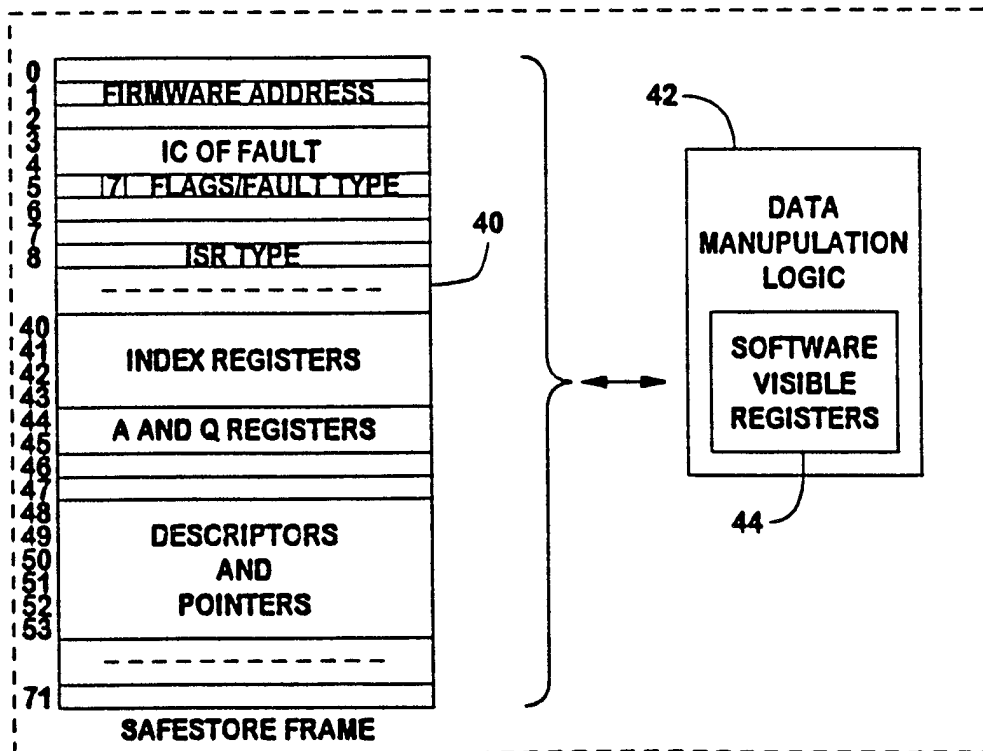 0
1 FIRMWARE ADDRESS
2
3
IC OF FAULT
4
5 |7| FLAGS/FAULT TYPE
6
7
8 ISR TYPE
40
41
INDEX REGISTERS
42
43
44
A AND Q REGISTERS
45
46
47
48
49 DESCRIPTORS
50
AND
51
52 POINTERS
53
71
SAFESTORE FRAME
40
42
DATA
MANUPULATION
LOGIC
SOFTWARE
VISIBLE
REGISTERS
44